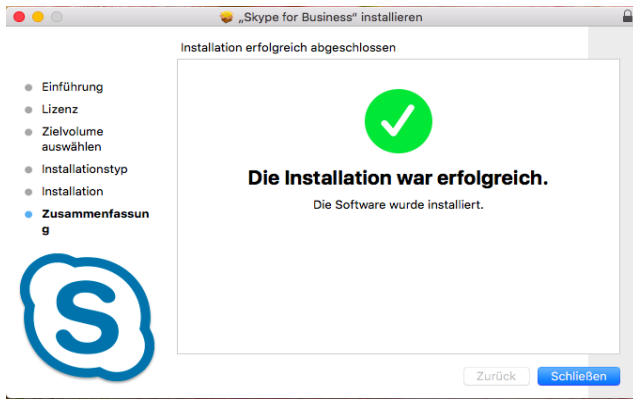 „Skype for Business“ installieren
Installation erfolgreich abgeschlossen
Einführung
Lizenz
Zielvolume
auswählen
Installationstyp
Installation
Zusammenfassun
g
Die Installation war erfolgreich.
Die Software wurde installiert.
S
Zurück
Schließen